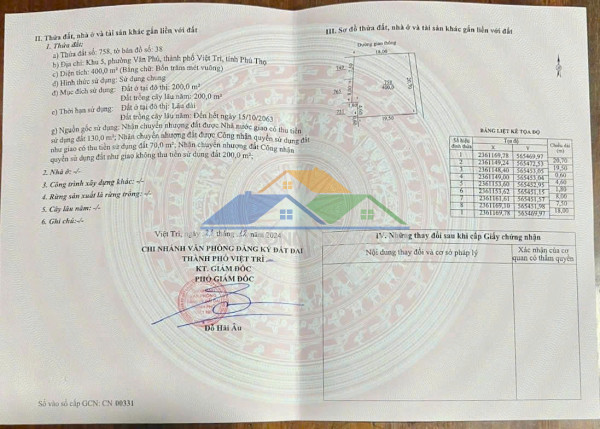 II. Thửa đất, nhà ở và tài sản khác gắn liền với đất
1. Thửa đất:
a) Thửa đất số: 758, tờ bản đồ số: 38
b) Địa chỉ: Khu 5, phường Vân Phú, thành phố Việt Trì, tỉnh Phú Thọ
c) Diện tích: 400,0 m² (Bằng chữ: Bốn trăm mét vuông)
d) Hình thức sử dụng: Sử dụng chung
đ) Mục đích sử dụng: Đất ở tại đô thị: 200,0 m²
Đất trồng cây lâu năm: 200,0 m²
e) Thời hạn sử dụng: Đất ở tại đô thị: Lâu dài
Đất trồng cây lâu năm: Đến hết ngày 15/10/2063
g) Nguồn gốc sử dụng: Nhận chuyển nhượng đất được Nhà nước giao có thu tiền
sử dụng đất 130,0 m²; Nhận chuyển nhượng đất được Công nhận quyền sử dụng đất
như giao có thu tiền sử dụng đất 70,0 m²; Nhận chuyển nhượng đất Công nhận
quyền sử dụng đất như giao không thu tiền sử dụng đất 200,0 m²;
2. Nhà ở: -/-
3. Công trình xây dựng khác: -/-
4. Rừng sản xuất là rừng trồng: -/-
5. Cây lâu năm: -/-
6. Ghi chú: -/-
Việt Trì, ngày tháng năm 2024
CHI NHÁNH VĂN PHÒNG ĐĂNG KÝ ĐẤT ĐAI
THÀNH PHỐ VIỆT TRÌ
KT. GIÁM ĐỐC
PHÓ GIÁM ĐỐC
Đỗ Hải Âu
Số vào sổ cấp GCN: CN 00331
III. Sơ đồ thửa đất, nhà ở và tài sản khác gắn liền với đất
Đường giao thông
18,00
758
400,0
20,70
19,50
BẢNG LIỆT KÊ TỌA ĐỘ
Số hiệu đỉnh thửa
Tọa độ
Chiều dài (m)
X Y
1 2361169,78 565469,97
20,70
2 2361149,24 565472,53
19,50
3 2361148,40 565453,05
0,60
4 2361149,00 565453,04
4,60
5 2361153,60 565452,95
1,80
6 2361153,62 565451,15
8,00
7 2361161,61 565451,57
7,50
8 2361169,10 565451,98
18,00
1 2361169,78 565469,97
IV. Những thay đổi sau khi cấp Giấy chứng nhận
Nội dung thay đổi và cơ sở pháp lý
Xác nhận của cơ
quan có thẩm quyền